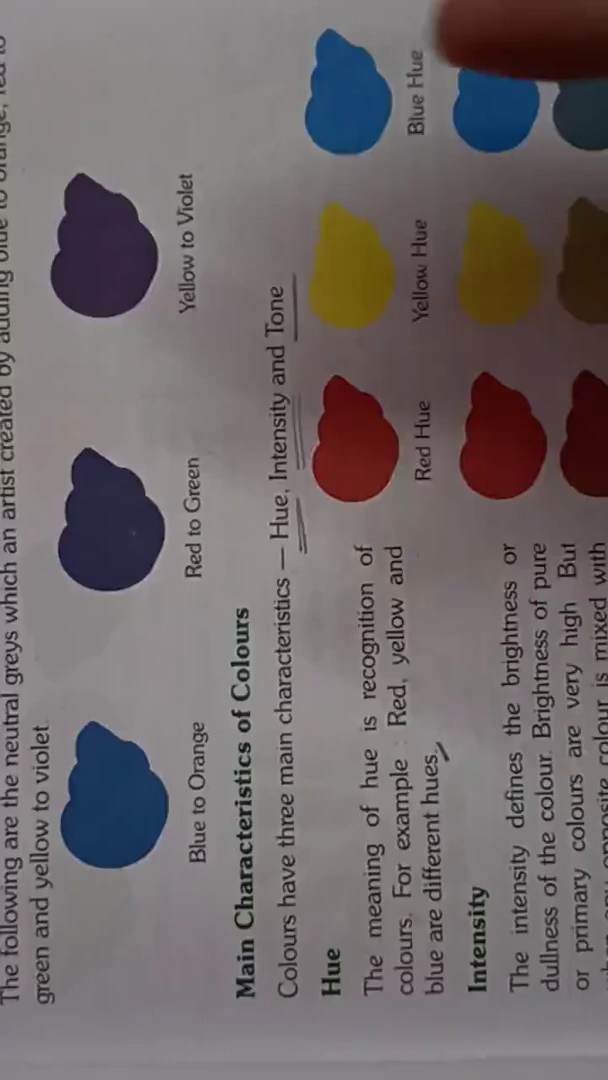 The following are the neutral greys which an artist created by adding blue to orange, red to
green and yellow to violet.
Blue to Orange
Red to Green
Yellow to Violet
Main Characteristics of Colours
Colours have three main characteristics – Hue, Intensity and Tone
Hue
The meaning of hue is recognition of
colours. For example : Red, yellow and
blue are different hues.
Red Hue
Yellow Hue
Blue Hue
Intensity
The intensity defines the brightness or
dullness of the colour. Brightness of pure
or primary colours are very high But
opposite colour is mixed with